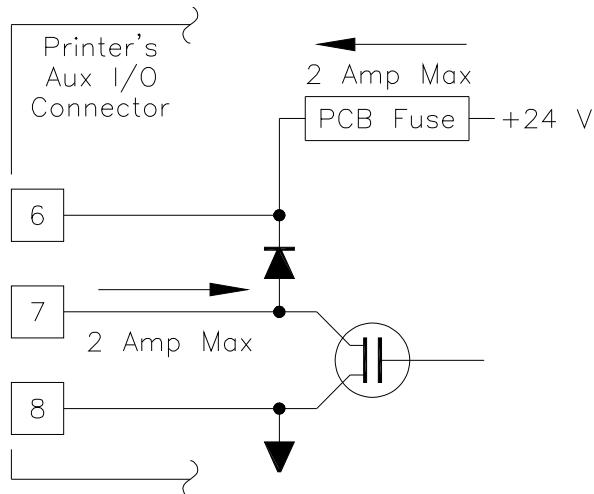 Printer's
Aux I/O
Connector
2 Amp Max
PCB Fuse
+24 V
6
7
2 Amp Max
8